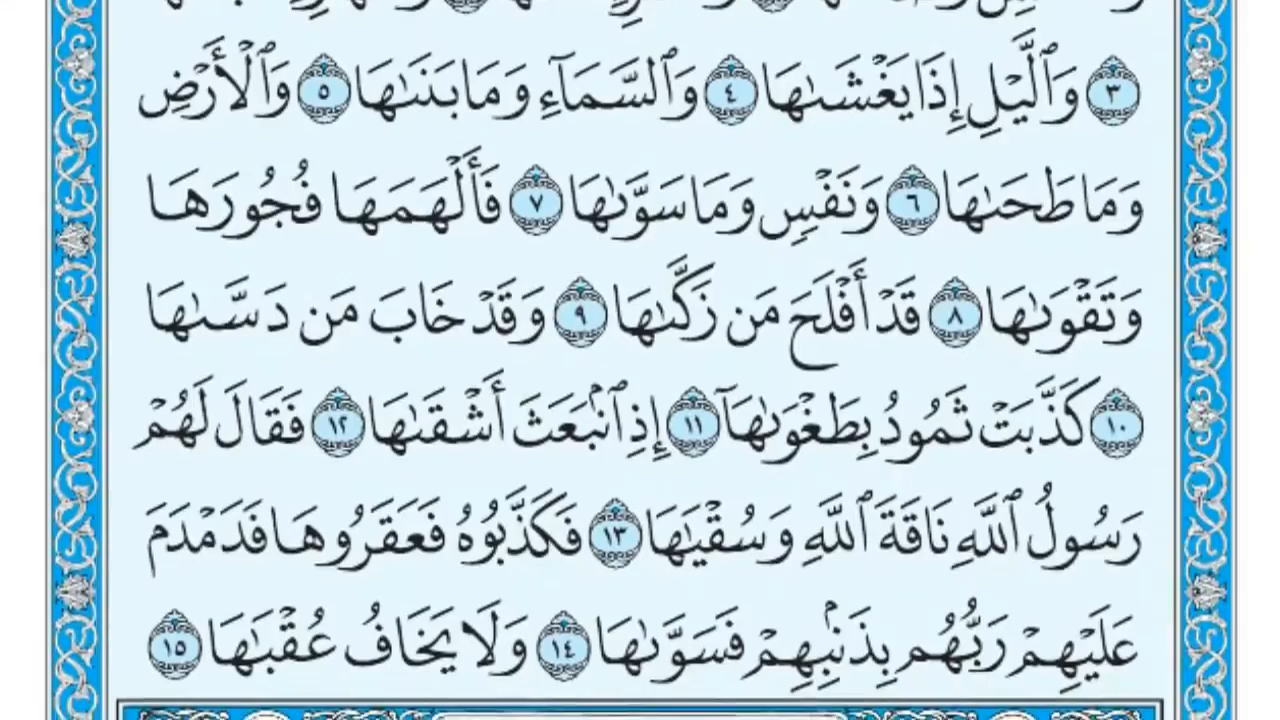 ٣ وَٱلَّيْلِ إِذَا يَغْشَىٰهَا ٤ وَٱلسَّمَآءِ وَمَا بَنَىٰهَا ٥ وَٱلْأَرْضِ
وَمَا طَحَىٰهَا ٦ وَنَفْسٍ وَمَا سَوَّىٰهَا ٧ فَأَلْهَمَهَا فُجُورَهَا
وَتَقْوَىٰهَا ٨ قَدْ أَفْلَحَ مَن زَكَّىٰهَا ٩ وَقَدْ خَابَ مَن دَسَّىٰهَا
١٠ كَذَّبَتْ ثَمُودُ بِطَغْوَىٰهَآ ١١ إِذِ ٱنۢبَعَثَ أَشْقَىٰهَا ١٢ فَقَالَ لَهُمْ
رَسُولُ ٱللَّهِ نَاقَةَ ٱللَّهِ وَسُقْيَٰهَا ١٣ فَكَذَّبُوهُ فَعَقَرُوهَا فَدَمْدَمَ
عَلَيْهِمْ رَبُّهُم بِذَنۢبِهِمْ فَسَوَّىٰهَا ١٤ وَلَا يَخَافُ عُقْبَٰهَا ١٥